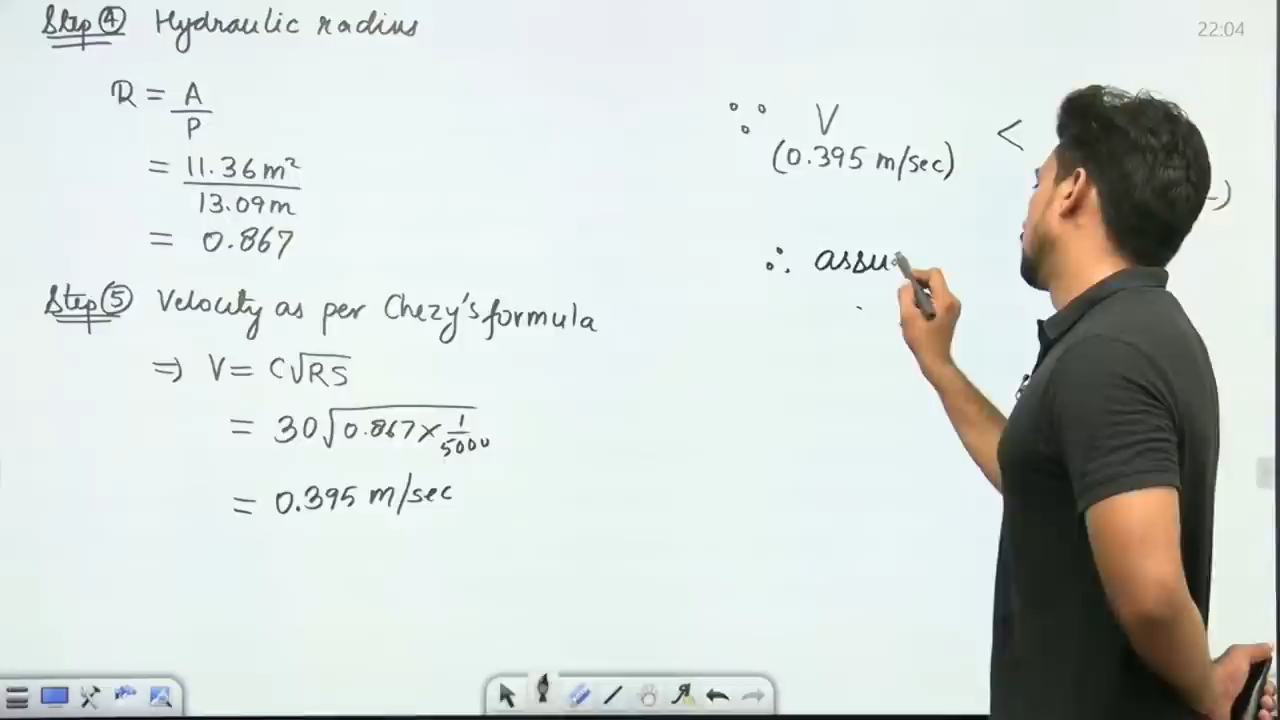 Step ④ Hydraulic radius
22:04
R = A
P
= 11.36 m²
13.09 m
= 0.867
Step ⑤ Velocity as per Chezy's formula
⇒ V = C√RS
= 30√0.867 × 1
5000
= 0.395 m/sec
∵ V <
(0.395 m/sec)
-)
∴ assu